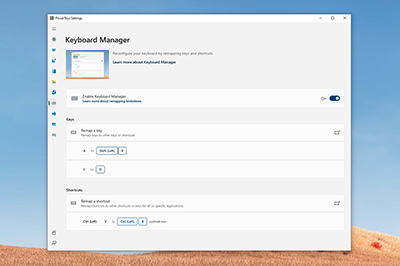 PowerToys Settings
Keyboard Manager
Reconfigure your keyboard by remapping keys and shortcuts
Learn more about Keyboard Manager
Enable Keyboard Manager
Learn more about remapping limitations
On
Keys
Remap a key
Remap keys to other keys or shortcuts
A to Shift (Left)
to
Shortcuts
Remap a shortcut
Remap shortcuts to other shortcuts or keys for all or specific applications
Ctrl (Left) V to Ctrl (Left) outlook.exe